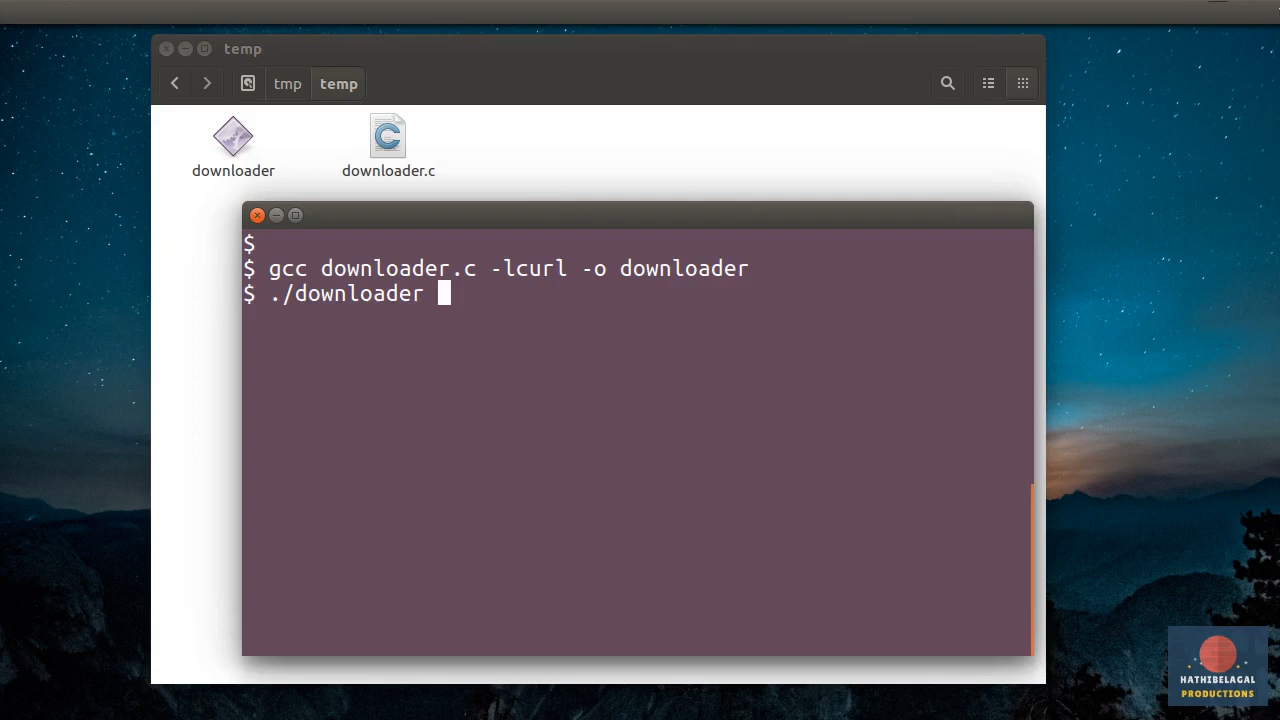 temp
tmp
temp
downloader
downloader.c
$
$ gcc downloader.c -lcurl -o downloader
$ ./downloader
HATHIBELAGAL
PRODUCTIONS